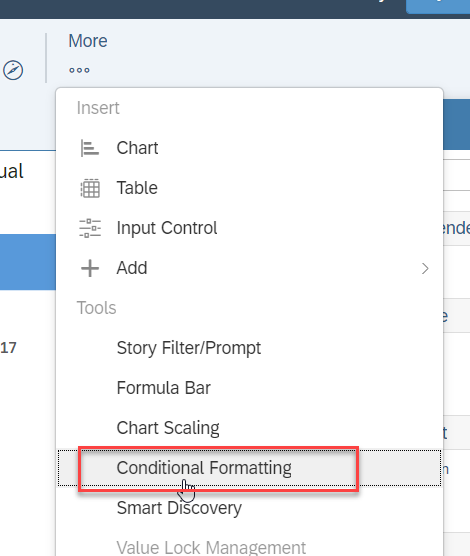 More
Insert
ual
Chart
Table
Input Control
Add
Tools
17
Story Filter/Prompt
Formula Bar
Chart Scaling
Conditional Formatting
Smart Discovery
Value Lock Management